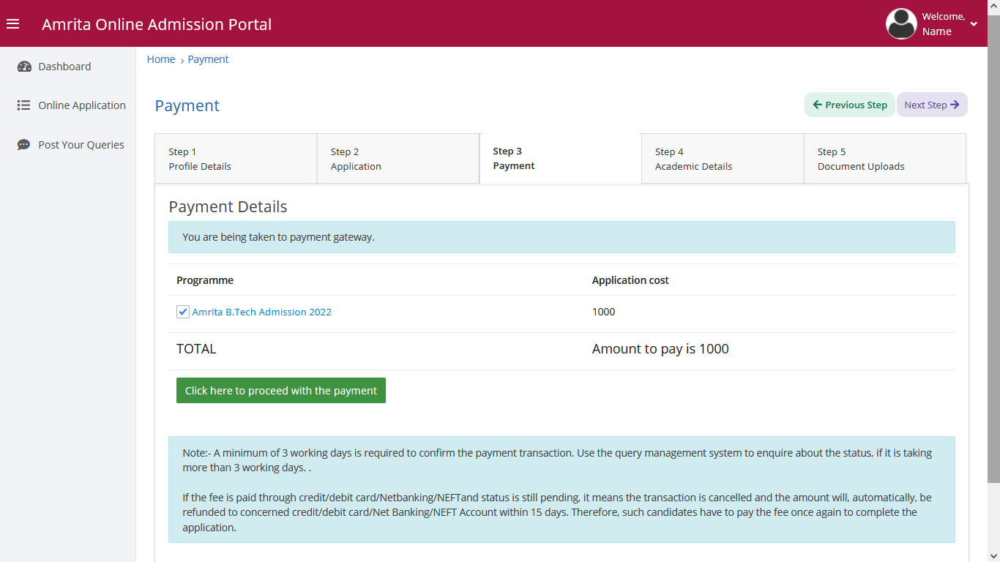 Amrita Online Admission Portal
Welcome,
Name
Dashboard
Online Application
Post Your Queries
Home › Payment
Payment
Previous Step
Next Step
Step 1
Profile Details
Step 2
Application
Step 3
Payment
Step 4
Academic Details
Step 5
Document Uploads
Payment Details
You are being taken to payment gateway.
Programme Application cost
Amrita B.Tech Admission 2022 1000
TOTAL Amount to pay is 1000
Click here to proceed with the payment
Note:- A minimum of 3 working days is required to confirm the payment transaction. Use the query management system to enquire about the status, if it is taking
more than 3 working days. .
If the fee is paid through credit/debit card/Netbanking/NEFTand status is still pending, it means the transaction is cancelled and the amount will, automatically, be
refunded to concerned credit/debit card/Net Banking/NEFT Account within 15 days. Therefore, such candidates have to pay the fee once again to complete the
application.